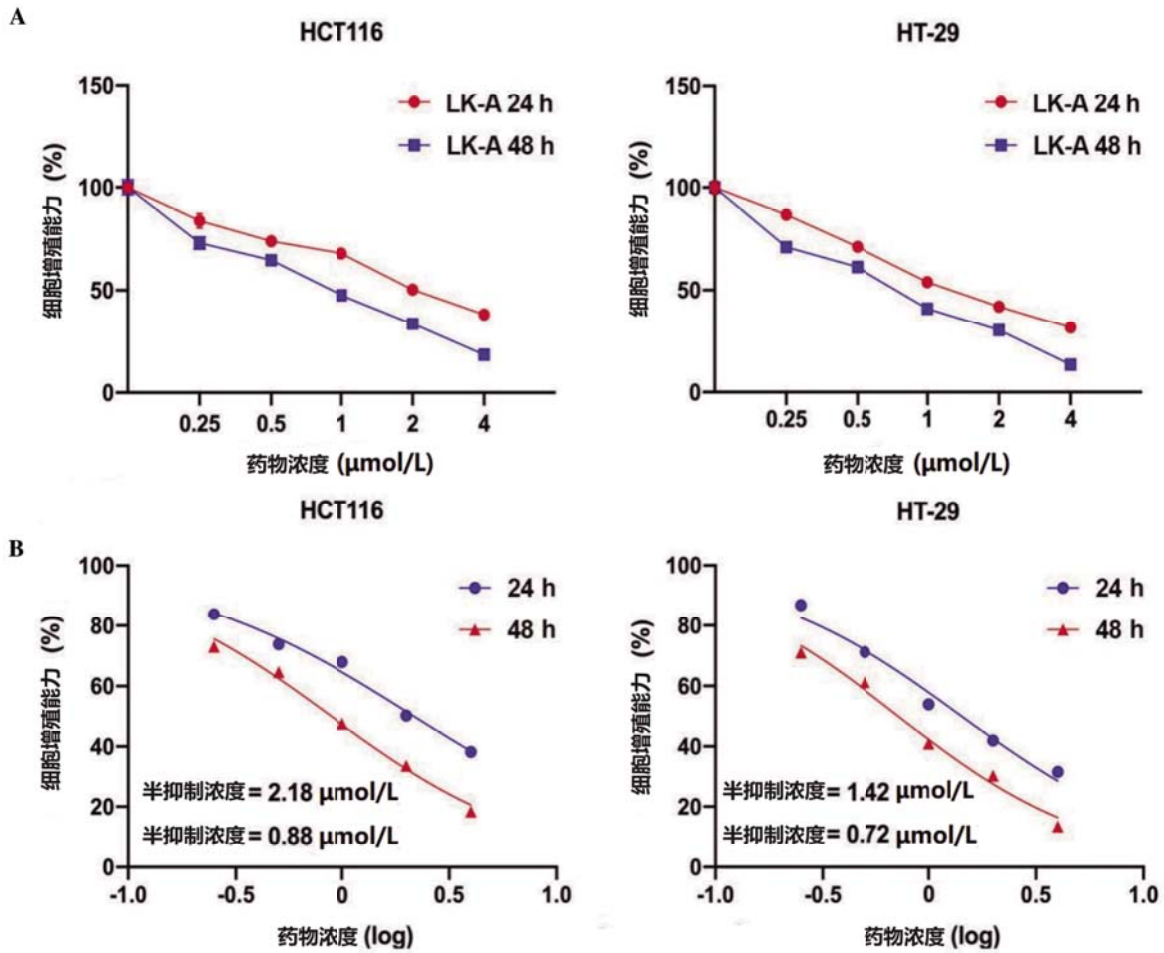 A
HCT116
150
100
50
0
细胞增殖能力 (%)
LK-A 24 h
LK-A 48 h
0.25 0.5 1 2 4
药物浓度 (μmol/L)
HT-29
150
100
50
0
细胞增殖能力 (%)
LK-A 24 h
LK-A 48 h
0.25 0.5 1 2 4
药物浓度 (μmol/L)
B
HCT116
100
80
60
40
20
0
细胞增殖能力 (%)
24 h
48 h
半抑制浓度 = 2.18 μmol/L
半抑制浓度 = 0.88 μmol/L
-1.0 -0.5 0 0.5 1.0
药物浓度 (log)
HT-29
100
80
60
40
20
0
细胞增殖能力 (%)
24 h
48 h
半抑制浓度 = 1.42 μmol/L
半抑制浓度 = 0.72 μmol/L
-1.0 -0.5 0 0.5 1.0
药物浓度 (log)